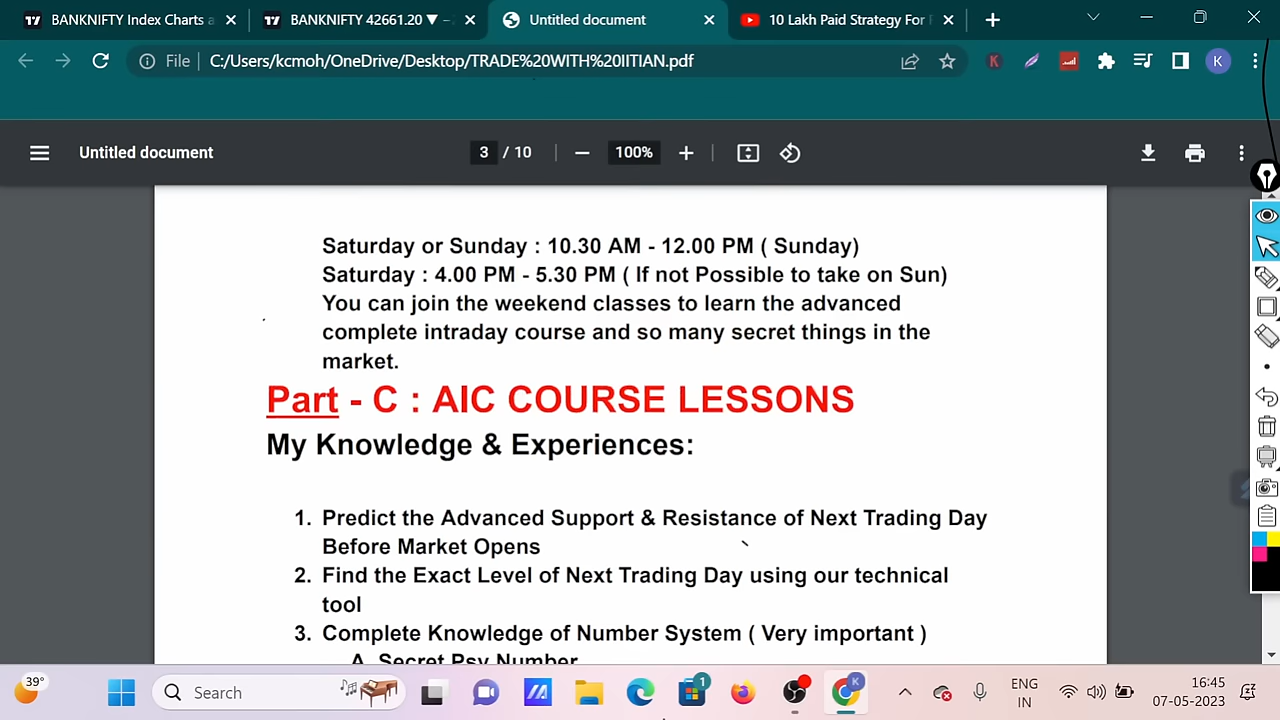 BANKNIFTY Index Charts a
BANKNIFTY 42661.20 ▼ –
Untitled document
10 Lakh Paid Strategy For
File
C:/Users/kcmoh/OneDrive/Desktop/TRADE%20WITH%20IITIAN.pdf
K
K
Untitled document
3 / 10
100%
Saturday or Sunday : 10.30 AM - 12.00 PM ( Sunday)
Saturday : 4.00 PM - 5.30 PM ( If not Possible to take on Sun)
You can join the weekend classes to learn the advanced
complete intraday course and so many secret things in the
market.
Part - C : AIC COURSE LESSONS
My Knowledge & Experiences:
1. Predict the Advanced Support & Resistance of Next Trading Day
Before Market Opens
2. Find the Exact Level of Next Trading Day using our technical
tool
3. Complete Knowledge of Number System ( Very important )
A. Secret Psy Number
39°
Search
1
K
ENG
IN
16:45
07-05-2023